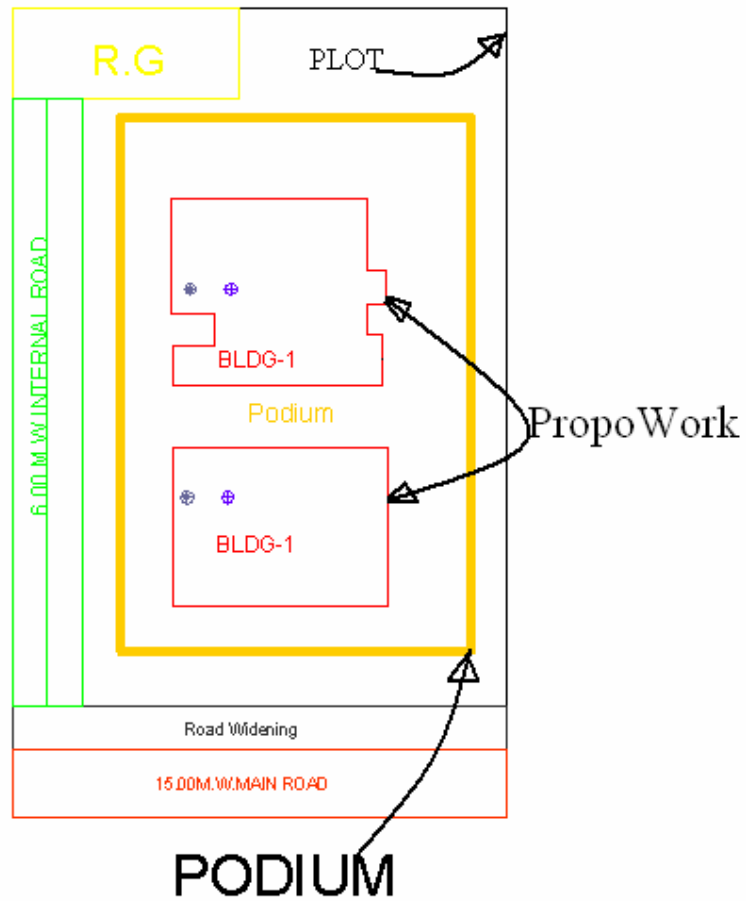 R.G
PLOT
6.00 M.W.INTERNAL ROAD
BLDG-1
Podium
PropoWork
BLDG-1
Road Widening
15.00M.W.MAIN ROAD
PODIUM